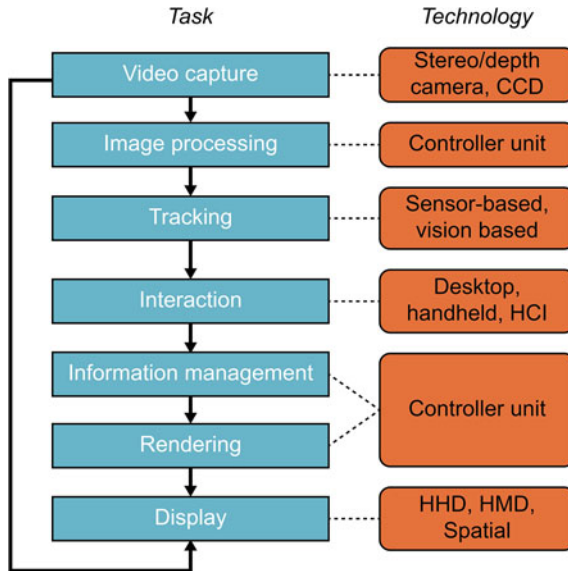 Task
Technology
Video capture
Stereo/depth
camera, CCD
Image processing
Controller unit
Tracking
Sensor-based,
vision based
Interaction
Desktop,
handheld, HCI
Information management
Rendering
Controller unit
Display
HHD, HMD,
Spatial